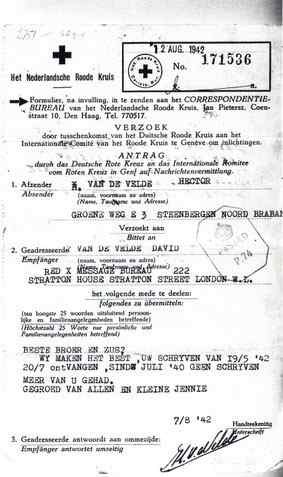 12 AUG. 1942
No. 171536
Het Nederlandsche Roode Kruis
Formulier, na invulling, in te zenden aan het CORRESPONDENTIE-
BUREAU van het Nederlandsche Roode Kruis, Jan Pietersz. Coen-
straat 10, Den Haag, Tel. 770517.
VERZOEK
door tusschenkomst van het Duitsche Roode Kruis aan het
Internationale Comité van het Roode Kruis te Genève om inlichtingen.
ANTRAG
durch das Deutsche Rote Kreuz an das Internationale Komitee
vom Roten Kreuz in Genf auf Nachrichtenvermittlung.
1. Afzender H. VAN DE VELDE HECTOR
Absender (naam, voornaam en adres)
(Name, Vorname und Adresse)
GROENE WEG E 3 STEENBERGEN NOORD BRABAN
Verzoekt aan
Bittet an
2. Geadresseerde VAN DE VELDE DAVID
Empfänger (naam, voornaam en adres)
(Name, Vorname und Adresse)
RED X MESSAGE BUREAU 222
STRATTON HOUSE STRATTON STREET LONDON W.1.
PASSED
P.74
het volgende mede te deelen:
folgendes zu übermitteln:
(ten hoogste 25 woorden uitsluitend persoon-
lijke en familieaangelegenheden betreffende)
(Höchstzahl 25 Worte nur persönliche und
Familienangelegenheiten betreffend)
BESTE BROER EN ZUS?
WY MAKEN HET BEST ,UW SCHRYVEN VAN 19/5 '42
20/7 ontVANGEN ,SINDW JULI '40 GEEN SCHRYVEN
MEER VAN U GEHAD.
GEGROED VAN ALLEN EN KLEINE JENNIE
7/8 '42
Handteekening
Unterschrift
3. Geadresseerde antwoordt aan ommezijde:
Empfänger antwortet umseitig